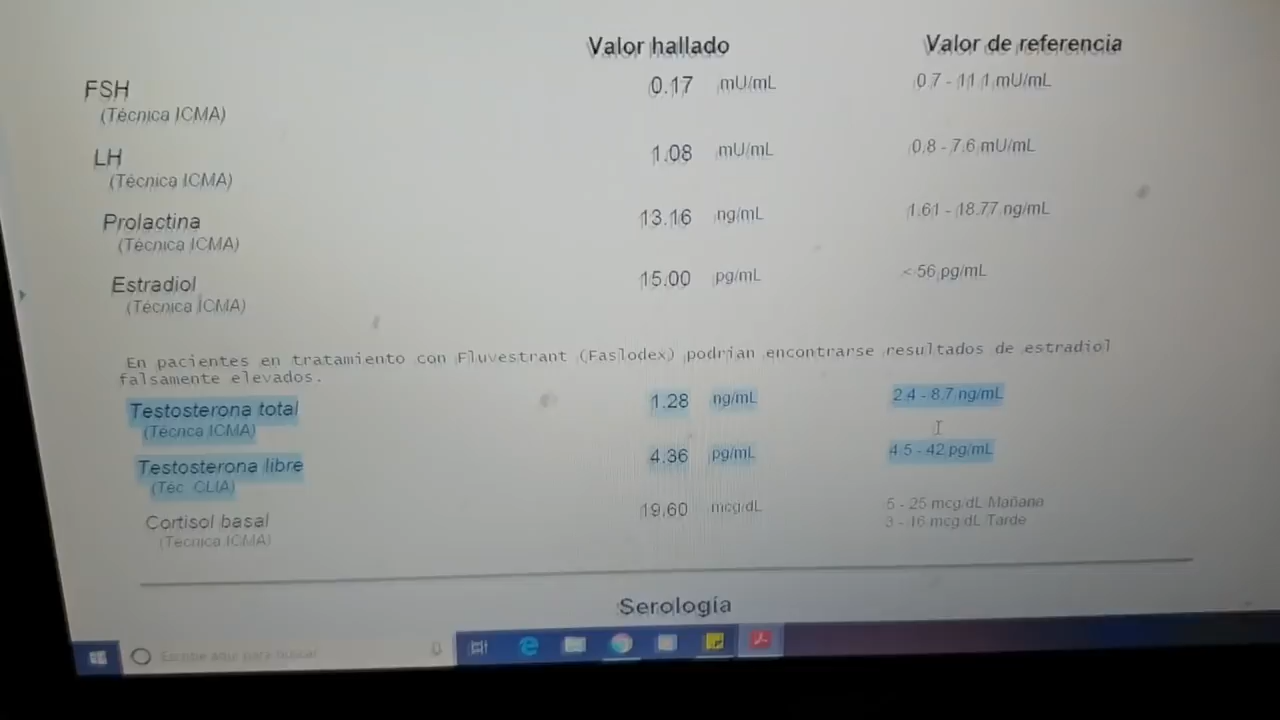 Valor hallado Valor de referencia
FSH 0.17 mU/mL 0.7 - 11.1 mU/mL
(Técnica ICMA)
LH 1.08 mU/mL 0.8 - 7.6 mU/mL
(Técnica ICMA)
Prolactina 13.16 ng/mL 1.61 - 18.77 ng/mL
(Técnica ICMA)
Estradiol 15.00 pg/mL < 56 pg/mL
(Técnica ICMA)
En pacientes en tratamiento con Fluvestrant (Faslodex) podrían encontrarse resultados de estradiol
falsamente elevados.
Testosterona total 1.28 ng/mL 2.4 - 8.7 ng/mL
(Técnca ICMA)
Testosterona libre 4.36 pg/mL 4.5 - 42 pg/mL
(Téc. CLIA)
Cortisol basal 19.60 mcg/dL 5 - 25 mcg/dL Mañana
(Técnica ICMA) 3 - 16 mcg/dL Tarde
Serología
Escribe aquí para buscar